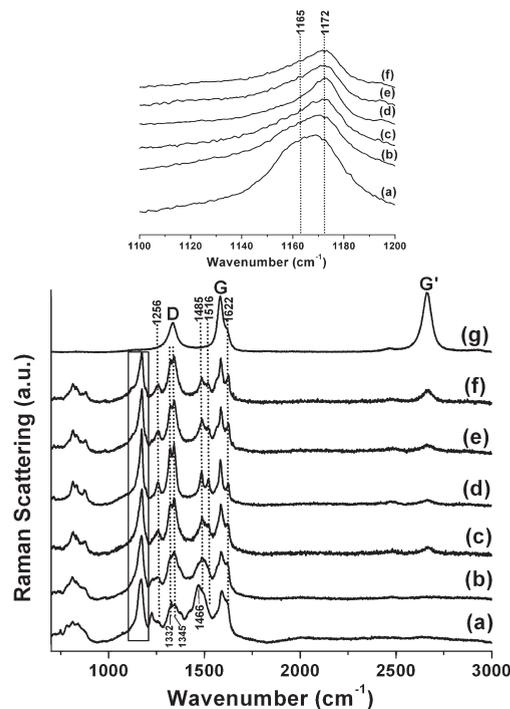 1165
1172
(f)
(e)
(d)
(c)
(b)
(a)
1100 1120 1140 1160 1180 1200
Wavenumber (cm-1)
1256
D
1485
1516
G
1622
G'
(g)
(f)
(e)
(d)
(c)
(b)
(a)
1332
1345
1466
Raman Scattering (a.u.)
1000 1500 2000 2500 3000
Wavenumber (cm-1)